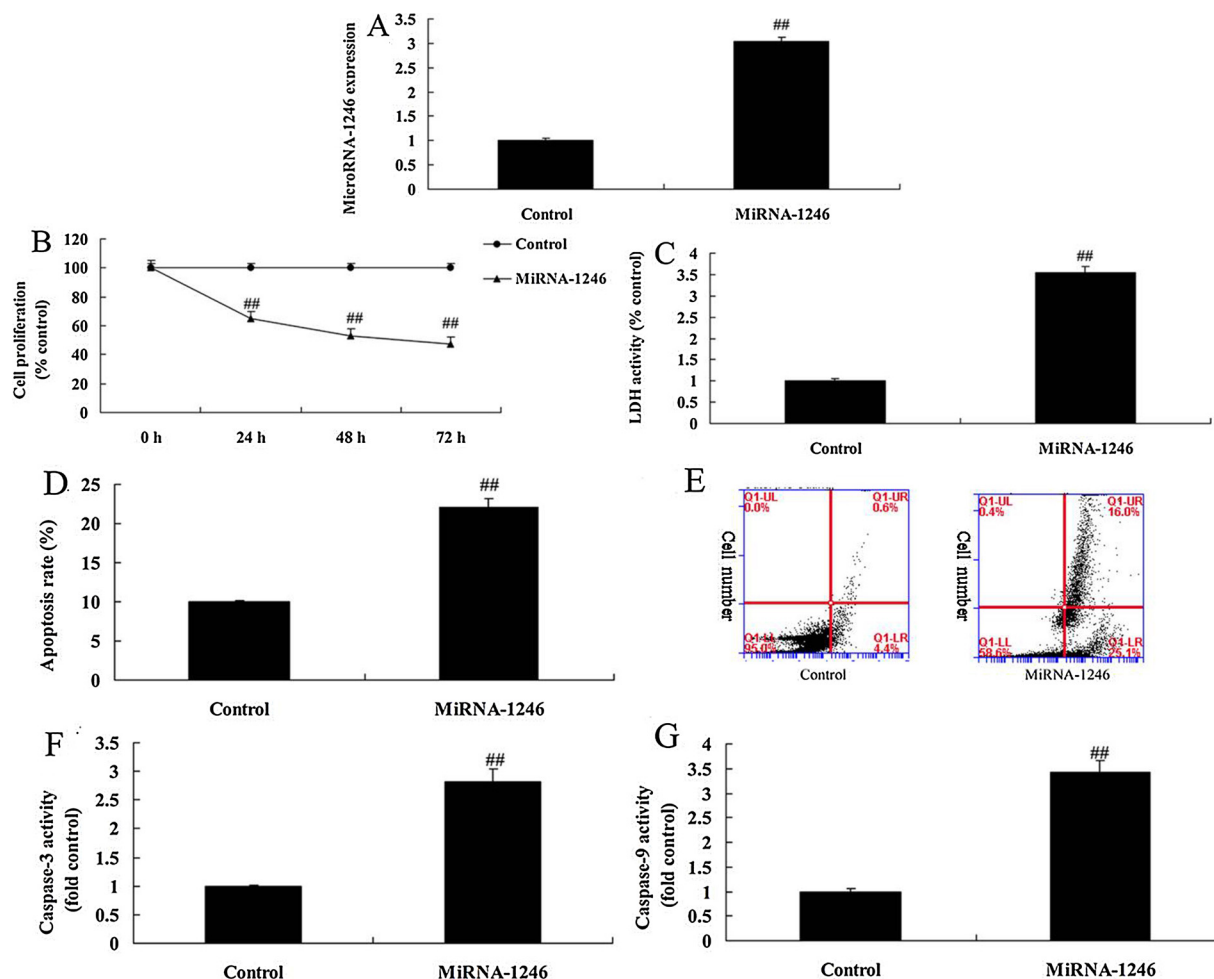 A
MicroRNA-1246 expression
3.5
3
2.5
2
1.5
1
0.5
0
##
Control
MiRNA-1246
B
Cell proliferation
(% control)
120
100
80
60
40
20
0
##
##
##
0 h
24 h
48 h
72 h
Control
MiRNA-1246
C
LDH activity (% control)
4
3.5
3
2.5
2
1.5
1
0.5
0
##
Control
MiRNA-1246
D
Apoptosis rate (%)
25
20
15
10
5
0
##
Control
MiRNA-1246
E
Cell number
Q1-UL
0.0%
Q1-UR
0.6%
Q1-LL
95.0%
Q1-LR
4.4%
Control
Cell number
Q1-UL
0.4%
Q1-UR
16.0%
Q1-LL
58.6%
Q1-LR
25.1%
MiRNA-1246
F
Caspase-3 activity
(fold control)
3.5
3
2.5
2
1.5
1
0.5
0
##
Control
MiRNA-1246
G
Caspase-9 activity
(fold control)
4
3.5
3
2.5
2
1.5
1
0.5
0
##
Control
MiRNA-1246